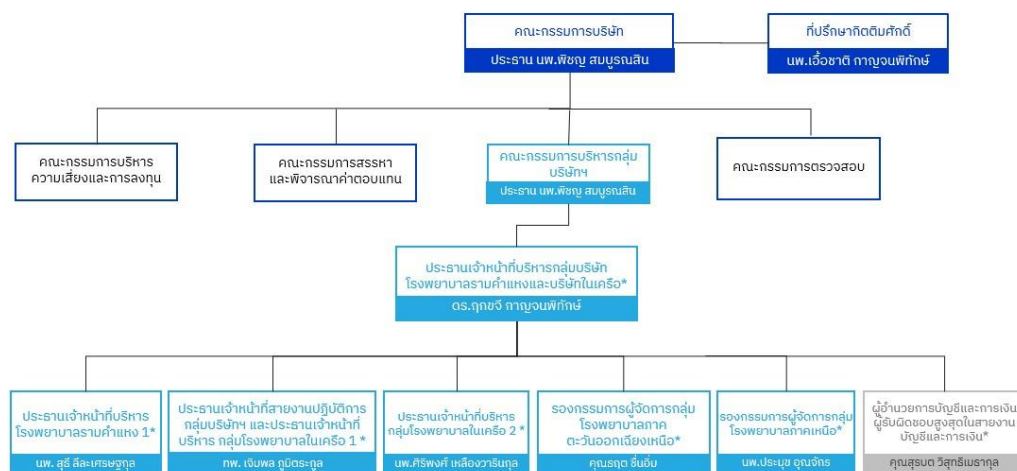 คณะกรรมการบริษัท
ประธาน นพ.พิชญ สมบูรณสิน
ที่ปรึกษากิตติมศักดิ์
นพ.เอื้อชาติ กาญจนพิทักษ์
คณะกรรมการบริหาร
ความเสี่ยงและการลงทุน
คณะกรรมการสรรหา
และพิจารณาค่าตอบแทน
คณะกรรมการบริหารกลุ่ม
บริษัทฯ
ประธาน นพ.พิชญ สมบูรณสิน
คณะกรรมการตรวจสอบ
ประธานเจ้าหน้าที่บริหารกลุ่มบริษัท
โรงพยาบาลรามคำแหงและบริษัทในเครือ*
ดร.ฤกขจี กาญจนพิทักษ์
ประธานเจ้าหน้าที่บริหาร
โรงพยาบาลรามคำแหง 1*
นพ. สุธี ลีละเศรษฐกุล
ประธานเจ้าหน้าที่สายงานปฏิบัติการ
กลุ่มบริษัทฯ และประธานเจ้าหน้าที่
บริหาร กลุ่มโรงพยาบาลในเครือ 1 *
ทพ. เจิมพล ภูมิตระกูล
ประธานเจ้าหน้าที่บริหาร
กลุ่มโรงพยาบาลในเครือ 2 *
นพ.ศิริพงศ์ เหลืองวารินกุล
รองกรรมการผู้จัดการกลุ่ม
โรงพยาบาลภาค
ตะวันออกเฉียงเหนือ*
คุณธฤต ชื่นอิ่ม
รองกรรมการผู้จัดการกลุ่ม
โรงพยาบาลภาคเหนือ*
นพ.ประมุข อุณจักร
ผู้อำนวยการบัญชีและการเงิน
ผู้รับผิดชอบสูงสุดในสายงาน
บัญชีและการเงิน*
คุณสุรบถ วิสุทธิเมธากุล